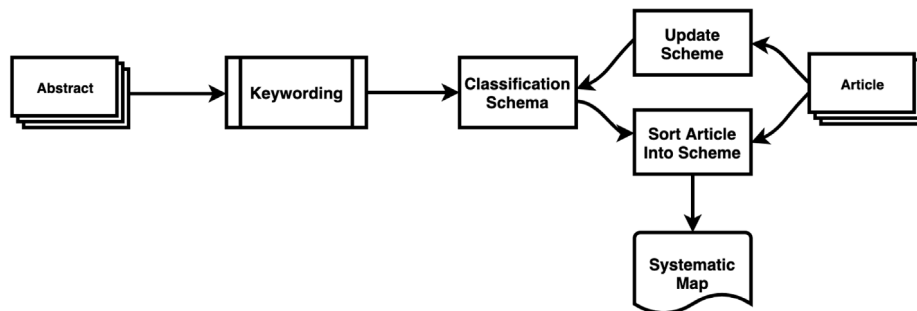 Abstract
Keywording
Classification
Schema
Update
Scheme
Article
Sort Article
Into Scheme
Systematic
Map